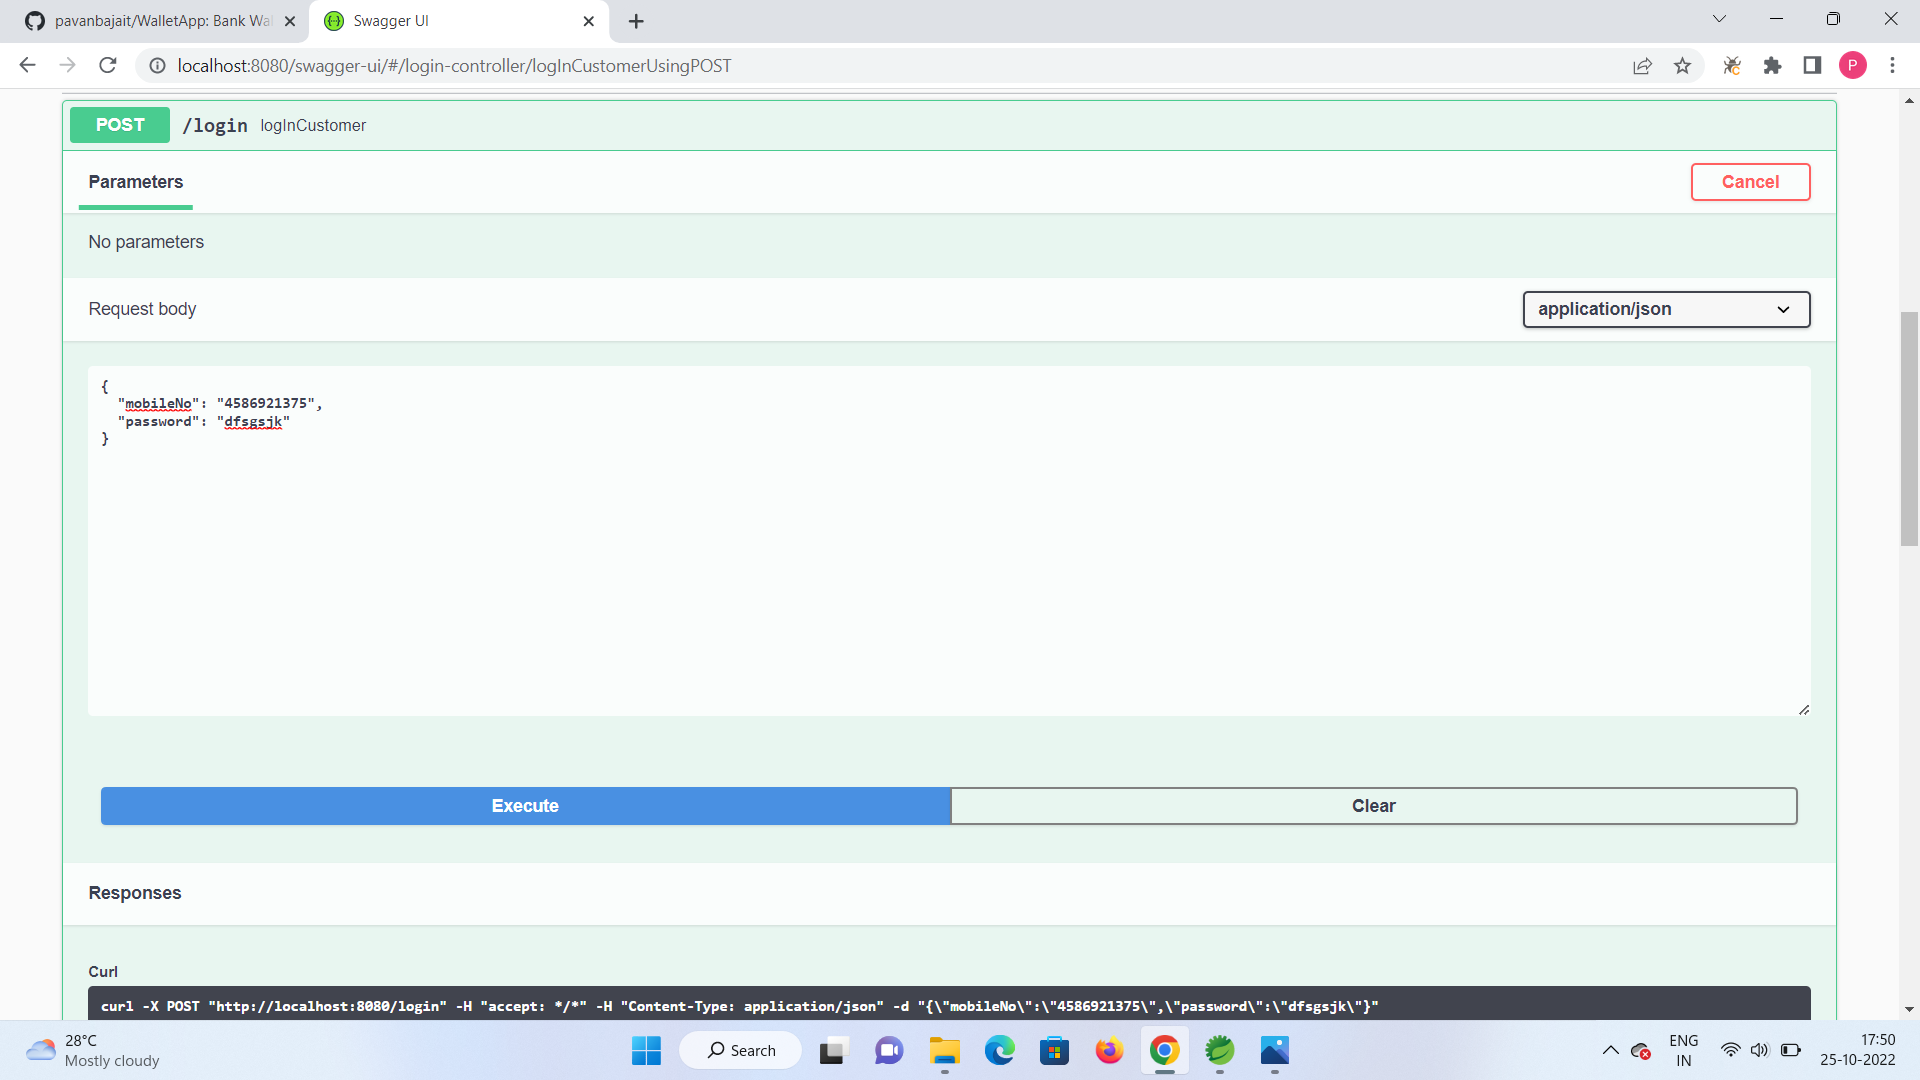 pavanbajait/WalletApp: Bank Wa
Swagger UI
localhost:8080/swagger-ui/#/login-controller/logInCustomerUsingPOST
P
POST /login logInCustomer
Parameters
Cancel
No parameters
Request body
application/json
{
"mobileNo": "4586921375",
"password": "dfsgsjk"
}
Execute
Clear
Responses
Curl
curl -X POST "http://localhost:8080/login" -H "accept: */*" -H "Content-Type: application/json" -d "{\"mobileNo\":\"4586921375\",\"password\":\"dfsgsjk\"}"
28°C
Mostly cloudy
Search
ENG
IN
17:50
25-10-2022